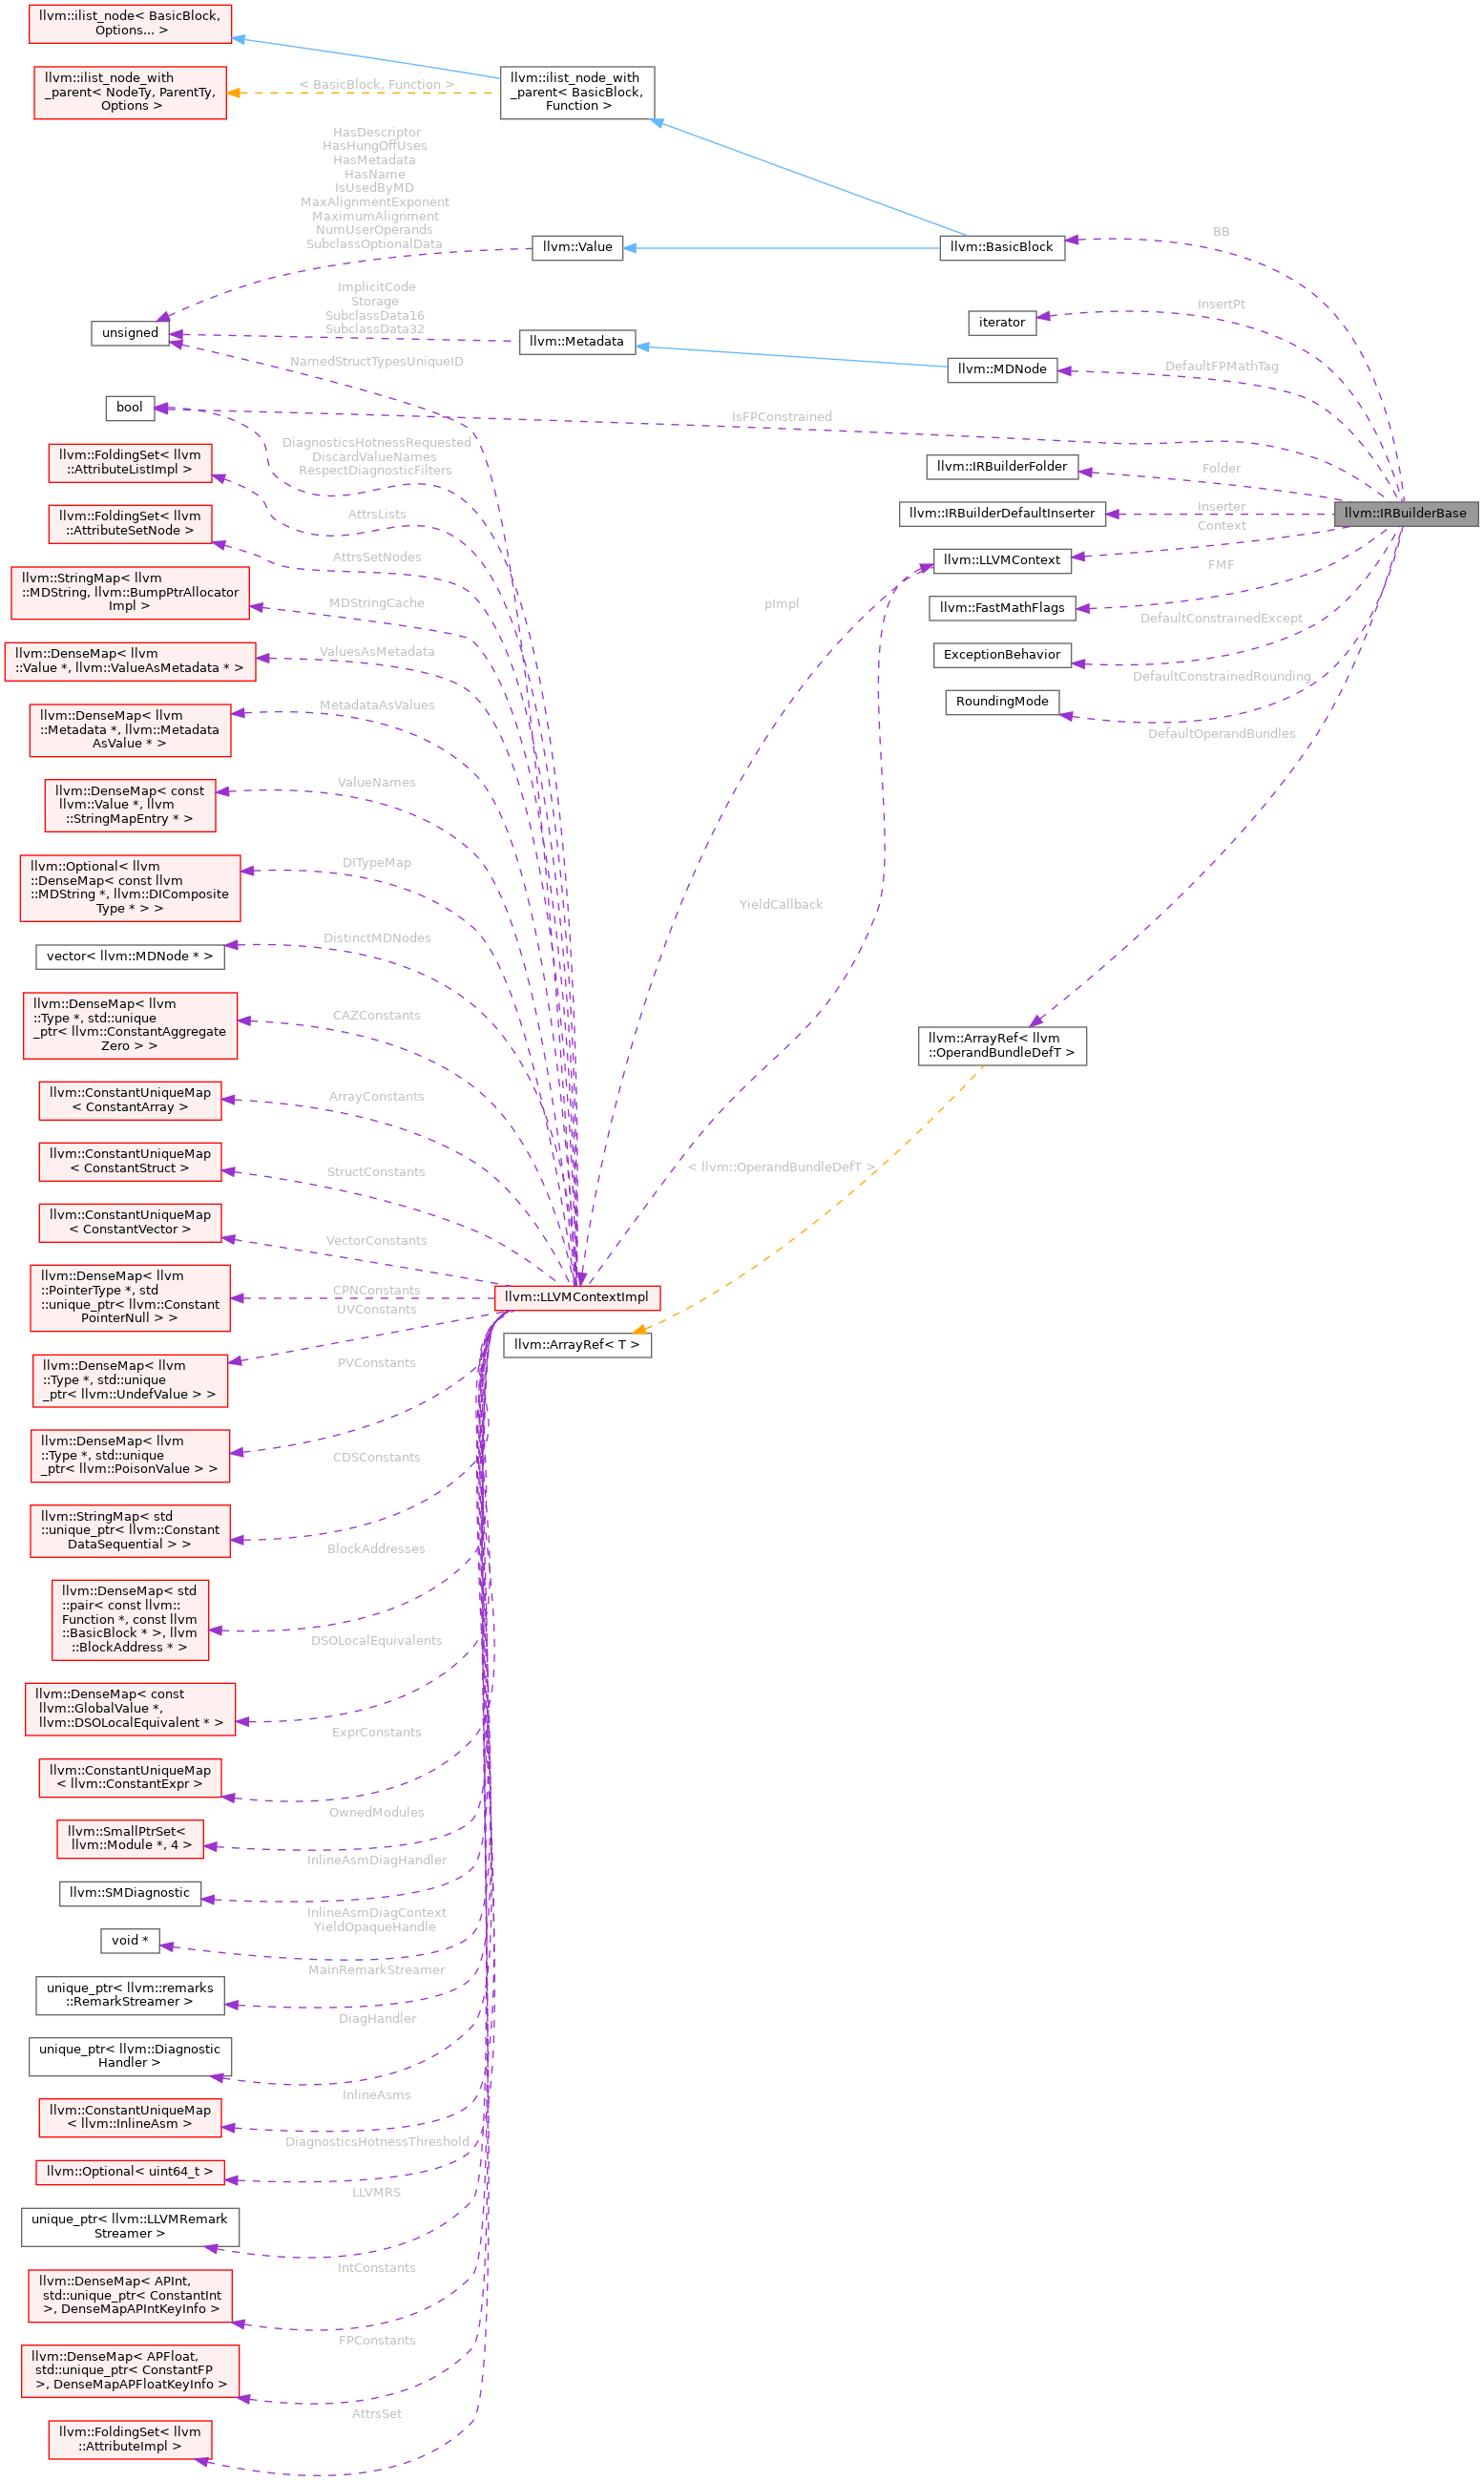 llvm::ilist_node< BasicBlock,
Options... >
llvm::ilist_node_with
_parent< NodeTy, ParentTy,
Options >
< BasicBlock, Function >
llvm::ilist_node_with
_parent< BasicBlock,
Function >
HasDescriptor
HasHungOffUses
HasMetadata
HasName
IsUsedByMD
MaxAlignmentExponent
MaximumAlignment
NumUserOperands
SubclassOptionalData
llvm::Value
llvm::BasicBlock
BB
ImplicitCode
Storage
SubclassData16
SubclassData32
unsigned
llvm::Metadata
iterator
InsertPt
NamedStructTypesUniqueID
llvm::MDNode
DefaultFPMathTag
bool
IsFPConstrained
DiagnosticsHotnessRequested
DiscardValueNames
RespectDiagnosticFilters
llvm::FoldingSet< llvm
::AttributeListImpl >
llvm::IRBuilderFolder
Folder
AttrsLists
llvm::FoldingSet< llvm
::AttributeSetNode >
llvm::IRBuilderDefaultInserter
Inserter
llvm::IRBuilderBase
Context
AttrsSetNodes
llvm::LLVMContext
FMF
llvm::StringMap< llvm
::MDString, llvm::BumpPtrAllocator
Impl >
MDStringCache
pImpl
llvm::FastMathFlags
DefaultConstrainedExcept
llvm::DenseMap< llvm
::Value *, llvm::ValueAsMetadata * >
ValuesAsMetadata
ExceptionBehavior
DefaultConstrainedRounding
llvm::DenseMap< llvm
::Metadata *, llvm::Metadata
AsValue * >
MetadataAsValues
RoundingMode
DefaultOperandBundles
llvm::DenseMap< const
llvm::Value *, llvm
::StringMapEntry * >
ValueNames
llvm::Optional< llvm
::DenseMap< const llvm
::MDString *, llvm::DIComposite
Type * > >
DITypeMap
YieldCallback
vector< llvm::MDNode * >
DistinctMDNodes
llvm::DenseMap< llvm
::Type *, std::unique
_ptr< llvm::ConstantAggregate
Zero > >
CAZConstants
llvm::ArrayRef< llvm
::OperandBundleDefT >
llvm::ConstantUniqueMap
< ConstantArray >
ArrayConstants
llvm::ConstantUniqueMap
< ConstantStruct >
StructConstants
< llvm::OperandBundleDefT >
llvm::ConstantUniqueMap
< ConstantVector >
VectorConstants
llvm::DenseMap< llvm
::PointerType *, std
::unique_ptr< llvm::Constant
PointerNull > >
CPNConstants
llvm::LLVMContextImpl
UVConstants
llvm::ArrayRef< T >
llvm::DenseMap< llvm
::Type *, std::unique
_ptr< llvm::UndefValue > >
PVConstants
llvm::DenseMap< llvm
::Type *, std::unique
_ptr< llvm::PoisonValue > >
CDSConstants
llvm::StringMap< std
::unique_ptr< llvm::Constant
DataSequential > >
BlockAddresses
llvm::DenseMap< std
::pair< const llvm::
Function *, const llvm
::BasicBlock * >, llvm
::BlockAddress * >
DSOLocalEquivalents
llvm::DenseMap< const
llvm::GlobalValue *,
llvm::DSOLocalEquivalent * >
ExprConstants
llvm::ConstantUniqueMap
< llvm::ConstantExpr >
OwnedModules
llvm::SmallPtrSet<
llvm::Module *, 4 >
InlineAsmDiagHandler
llvm::SMDiagnostic
InlineAsmDiagContext
YieldOpaqueHandle
void *
MainRemarkStreamer
unique_ptr< llvm::remarks
::RemarkStreamer >
DiagHandler
unique_ptr< llvm::Diagnostic
Handler >
InlineAsms
llvm::ConstantUniqueMap
< llvm::InlineAsm >
DiagnosticsHotnessThreshold
llvm::Optional< uint64_t >
LLVMRS
unique_ptr< llvm::LLVMRemark
Streamer >
IntConstants
llvm::DenseMap< APInt,
std::unique_ptr< ConstantInt
>, DenseMapAPIntKeyInfo >
FPConstants
llvm::DenseMap< APFloat,
std::unique_ptr< ConstantFP
>, DenseMapAPFloatKeyInfo >
AttrsSet
llvm::FoldingSet< llvm
::AttributeImpl >